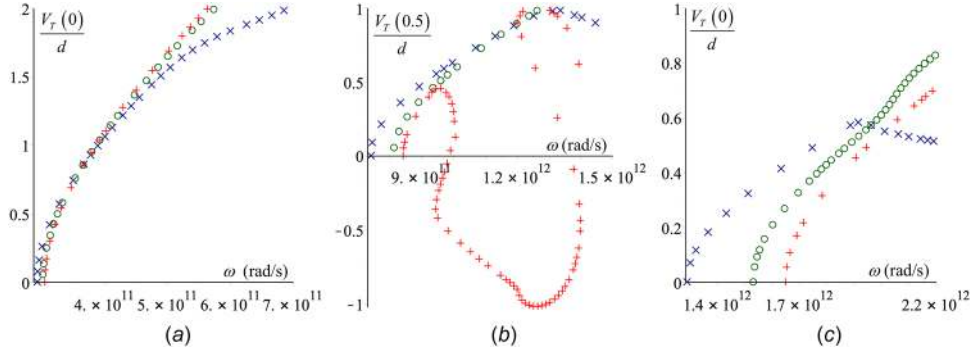 2
V_T (0)
d
1.5
1
0.5
0
ω (rad/s)
4. × 10^11 5. × 10^11 6. × 10^11 7. × 10^11
(a)
1
V_T (0.5)
d
0.5
0
ω (rad/s)
9. × 10^11 1.2 × 10^12 1.5 × 10^12
-0.5
-1
(b)
1
V_T (0)
d
0.8
0.6
0.4
0.2
0
ω (rad/s)
1.4 × 10^12 1.7 × 10^12 2.2 × 10^12
(c)